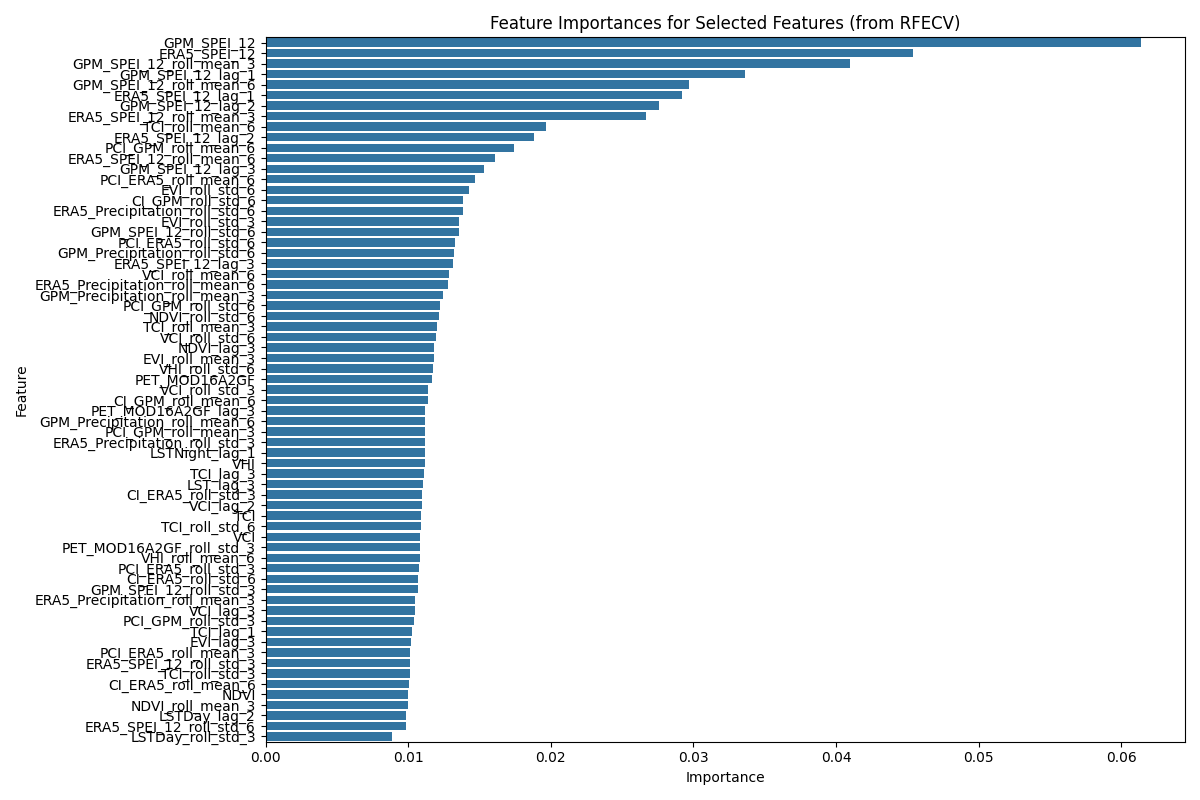 Feature Importances for Selected Features (from RFECV)
GPM_SPEI_12
ERA5_SPEI_12
GPM_SPEI_12_roll_mean_3
GPM_SPEI_12_lag_1
GPM_SPEI_12_roll_mean_6
ERA5_SPEI_12_lag_1
GPM_SPEI_12_lag_2
ERA5_SPEI_12_roll_mean_3
TCI_roll_mean_6
ERA5_SPEI_12_lag_2
PCI_GPM_roll_mean_6
ERA5_SPEI_12_roll_mean_6
GPM_SPEI_12_lag_3
PCI_ERA5_roll_mean_6
EVI_roll_std_6
CI_GPM_roll_std_6
ERA5_Precipitation_roll_std_6
EVI_roll_std_3
GPM_SPEI_12_roll_std_6
PCI_ERA5_roll_std_6
GPM_Precipitation_roll_std_6
ERA5_SPEI_12_lag_3
VCI_roll_mean_6
ERA5_Precipitation_roll_mean_6
GPM_Precipitation_roll_mean_3
PCI_GPM_roll_std_6
NDVI_roll_std_6
TCI_roll_mean_3
VCI_roll_std_6
NDVI_lag_3
EVI_roll_mean_3
VHI_roll_std_6
PET_MOD16A2GF
VCI_roll_std_3
CI_GPM_roll_mean_6
PET_MOD16A2GF_lag_3
GPM_Precipitation_roll_mean_6
PCI_GPM_roll_mean_3
ERA5_Precipitation_roll_std_3
LSTNight_lag_1
VHI
TCI_lag_3
LST_lag_3
CI_ERA5_roll_std_3
VCI_lag_2
TCI
TCI_roll_std_6
VCI
PET_MOD16A2GF_roll_std_3
VHI_roll_mean_6
PCI_ERA5_roll_std_3
CI_ERA5_roll_std_6
GPM_SPEI_12_roll_std_3
ERA5_Precipitation_roll_mean_3
VCI_lag_3
PCI_GPM_roll_std_3
TCI_lag_1
EVI_lag_3
PCI_ERA5_roll_mean_3
ERA5_SPEI_12_roll_std_3
TCI_roll_std_3
CI_ERA5_roll_mean_6
NDVI
NDVI_roll_mean_3
LSTDay_lag_2
ERA5_SPEI_12_roll_std_6
LSTDay_roll_std_3
Feature
0.00 0.01 0.02 0.03 0.04 0.05 0.06
Importance